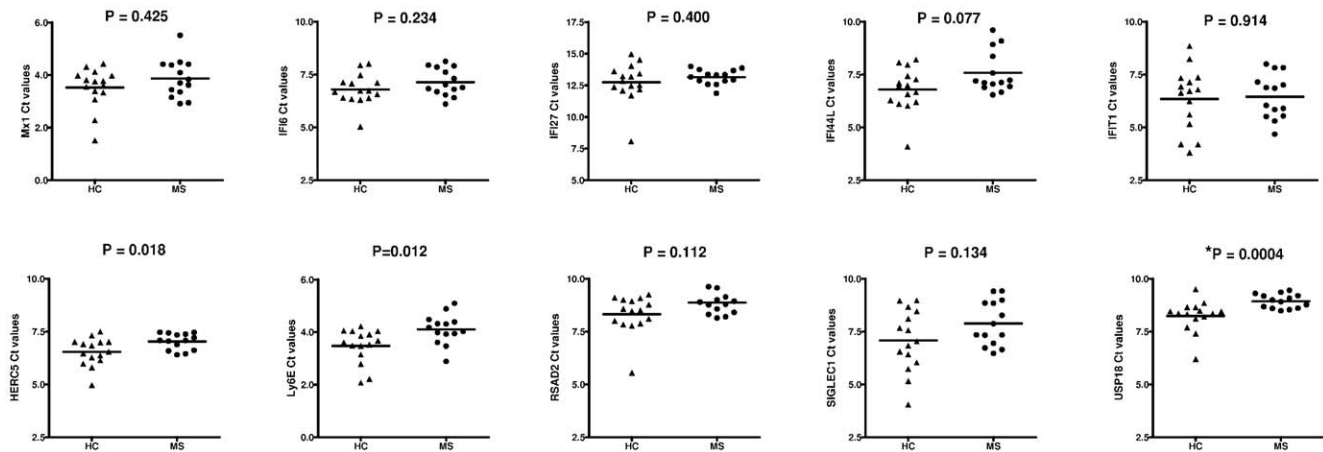 P = 0.425
P = 0.234
P = 0.400
P = 0.077
P = 0.914
Mx1 Ct values
6.0
4.0
2.0
0.0
HC
MS
IFI6 Ct values
10.0
7.5
5.0
2.5
HC
MS
IFI27 Ct values
17.5
15.0
12.5
10.0
7.5
5.0
HC
MS
IFI44L Ct values
10.0
7.5
5.0
2.5
HC
MS
IFIT1 Ct values
10.0
7.5
5.0
2.5
HC
MS
P = 0.018
P=0.012
P = 0.112
P = 0.134
*P = 0.0004
HERC5 Ct values
10.0
7.5
5.0
2.5
HC
MS
Ly6E Ct values
6.0
4.0
2.0
0.0
HC
MS
RSAD2 Ct values
10.0
7.5
5.0
2.5
HC
MS
SIGLEC1 Ct values
10.0
7.5
5.0
2.5
HC
MS
USP18 Ct values
10.0
7.5
5.0
2.5
HC
MS